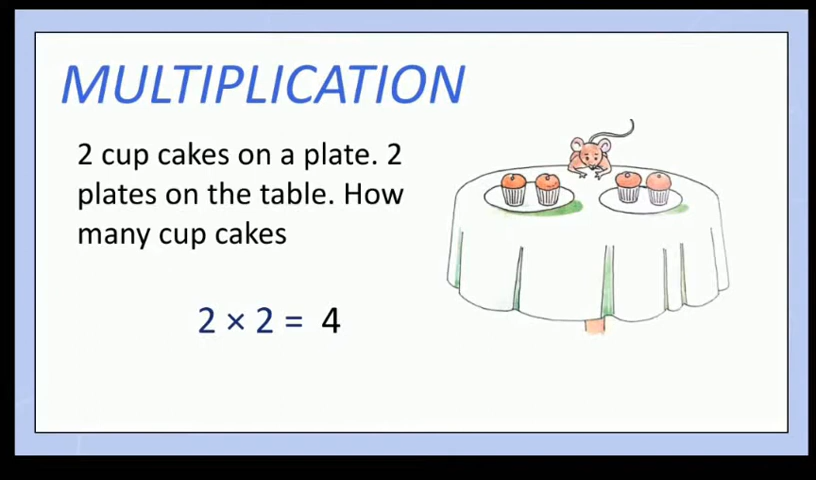 MULTIPLICATION
2 cup cakes on a plate. 2
plates on the table. How
many cup cakes
2 × 2 = 4